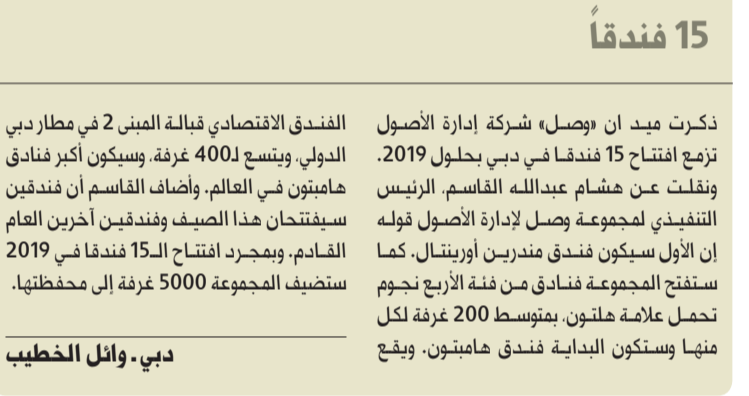 15 فندقاً
ذكرت ميد ان «وصل» شركة إدارة الأصول
تزمع افتتاح 15 فندقا في دبي بحلول 2019.
ونقلت عن هشام عبدالله القاسم، الرئيس
التنفيذي لمجموعة وصل لإدارة الأصول قوله
إن الأول سيكون فندق مندرين أورينتال. كما
ستفتح المجموعة فنادق من فئة الأربع نجوم
تحمل علامة هلتون، بمتوسط 200 غرفة لكل
منها وستكون البداية فندق هامبتون. ويقع
الفندق الاقتصادي قبالة المبنى 2 في مطار دبي
الدولي، ويتسع لـ400 غرفة، وسيكون أكبر فنادق
هامبتون في العالم. وأضاف القاسم أن فندقين
سيفتتحان هذا الصيف وفندقين آخرين العام
القادم. وبمجرد افتتاح الـ15 فندقا في 2019
ستضيف المجموعة 5000 غرفة إلى محفظتها.
دبي. وائل الخطيب